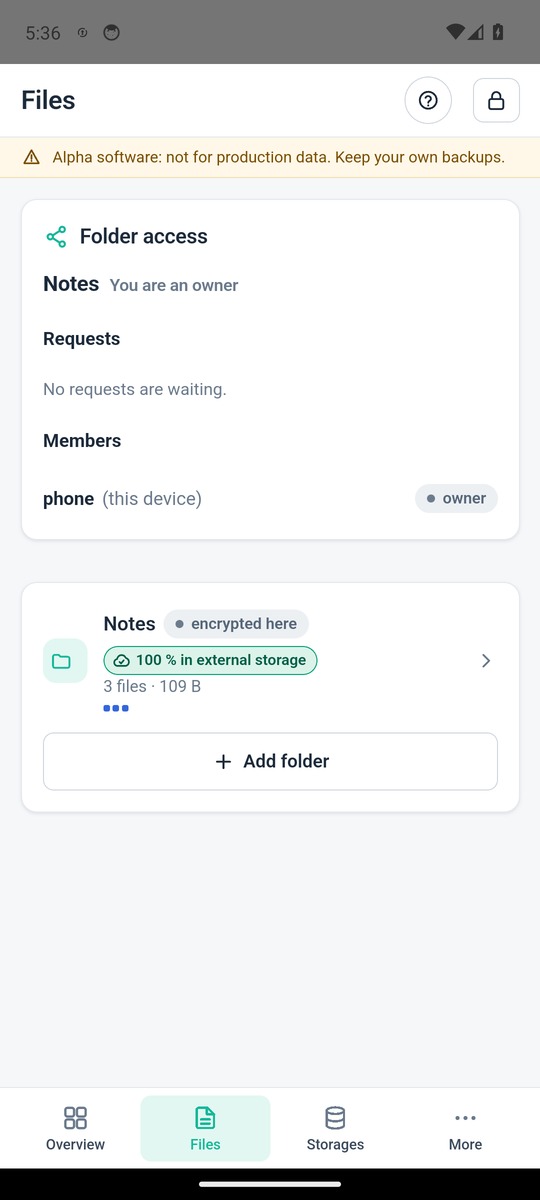 5:36
Files
Alpha software: not for production data. Keep your own backups.
Folder access
Notes You are an owner
Requests
No requests are waiting.
Members
phone (this device) owner
Notes encrypted here
100 % in external storage
3 files · 109 B
Add folder
Overview Files Storages More